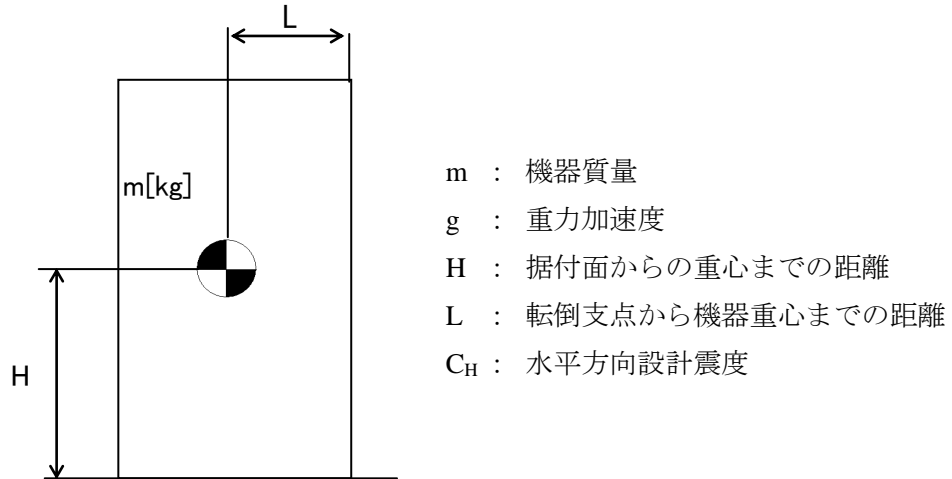 L
m[kg]
H
m : 機器質量
g : 重力加速度
H : 据付面からの重心までの距離
L : 転倒支点から機器重心までの距離
C_H : 水平方向設計震度